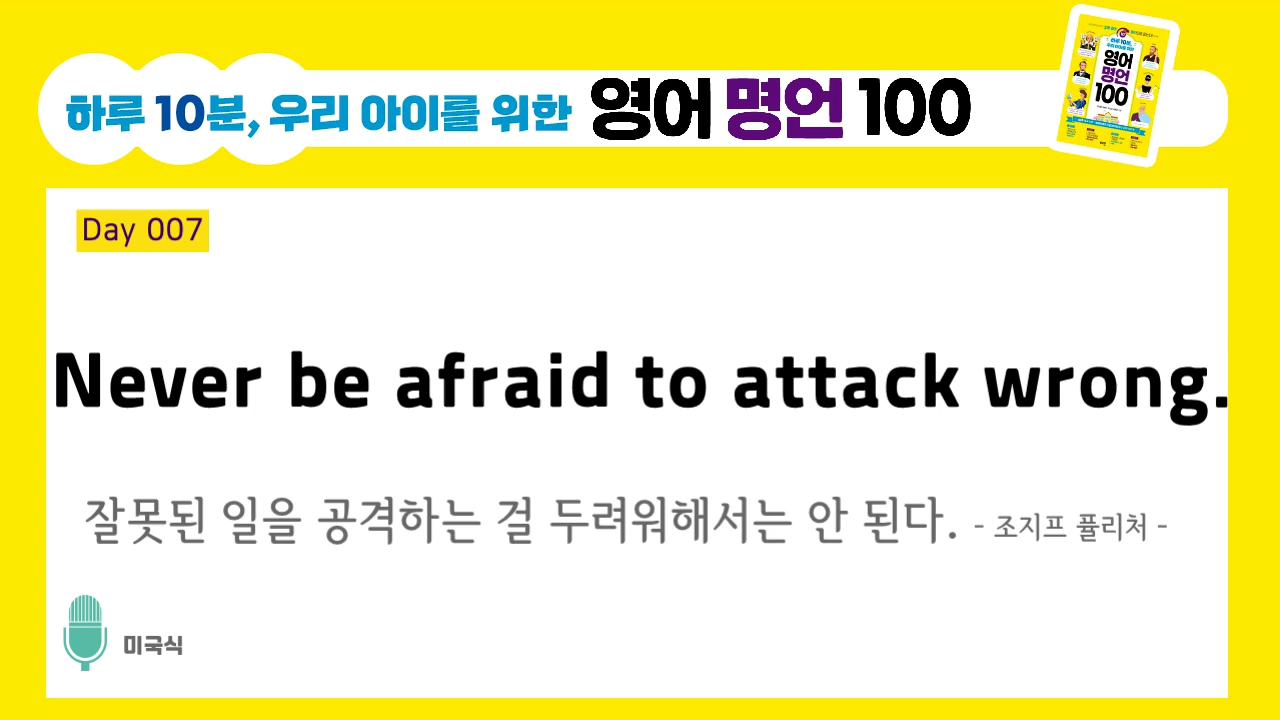 하루 10분, 우리 아이를 위한 영어 명언 100
영어
명언
100
Day 007
Never be afraid to attack wrong.
잘못된 일을 공격하는 걸 두려워해서는 안 된다. - 조지프 퓰리처 -
미국식